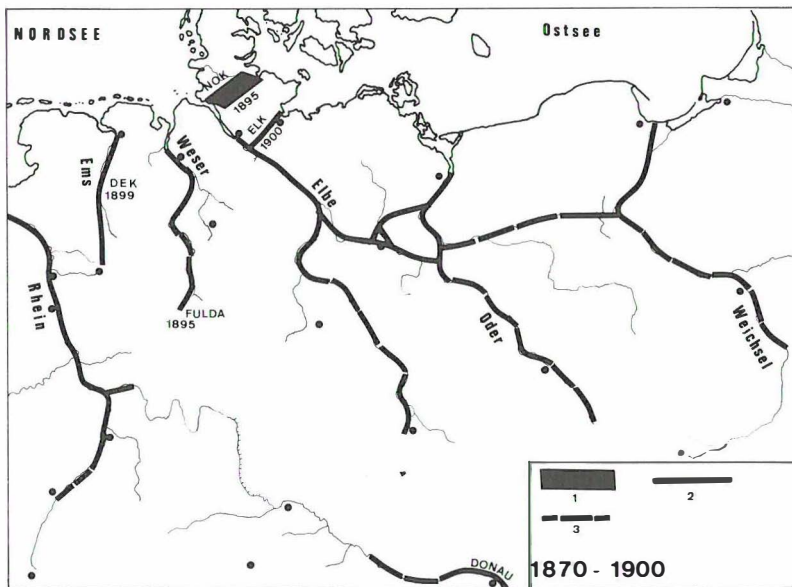 NORDSEE
Ostsee
NOK
1895
ELK
1900
Ems
Weser
DEK
1899
Elbe
Rhein
FULDA
1895
Oder
Weichsel
DONAU
1
2
3
1870 - 1900